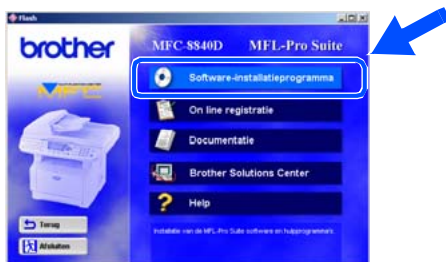 Flash
brother
MFC-8840D MFL-Pro Suite
Software-installatieprogramma
On line registratie
Documentatie
Brother Solutions Center
Help
Terug
Afsluiten
Installatie van de MFL-Pro Suite software en hulpprogramma's.